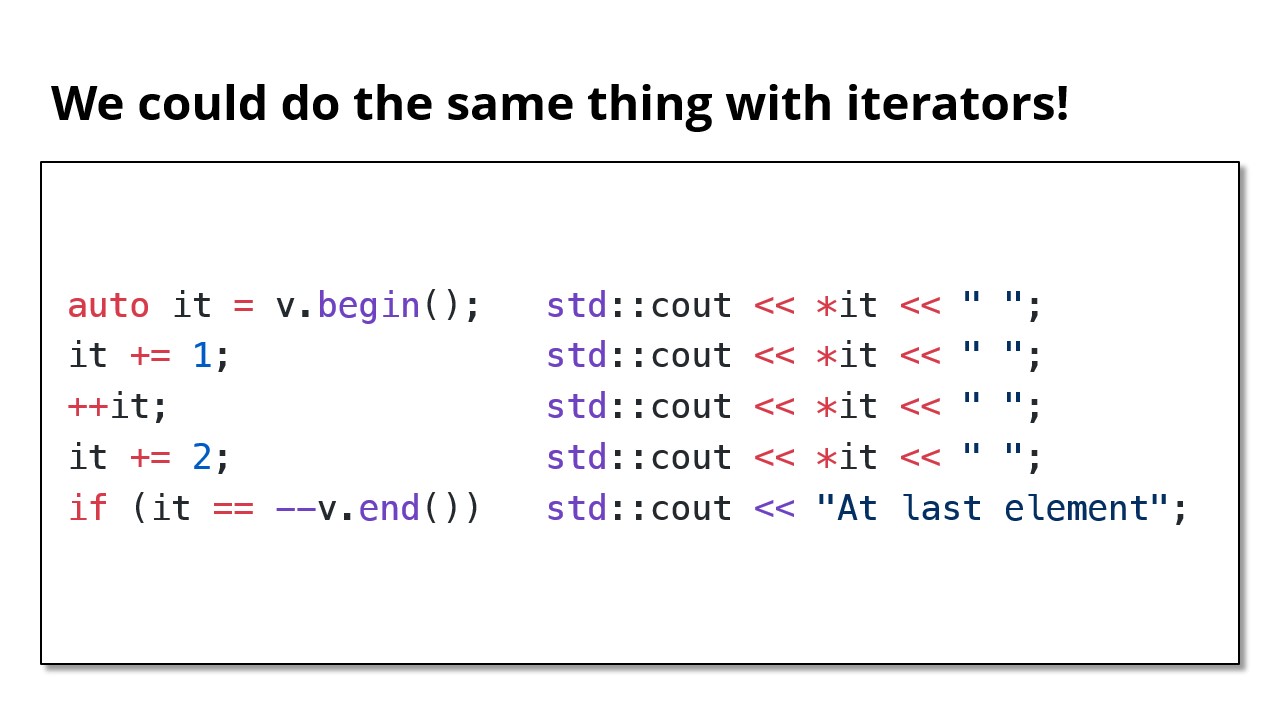 We could do the same thing with iterators!
auto it = v.begin();   std::cout << *it << " ";
it += 1;               std::cout << *it << " ";
++it;                  std::cout << *it << " ";
it += 2;               std::cout << *it << " ";
if (it == --v.end())   std::cout << "At last element";